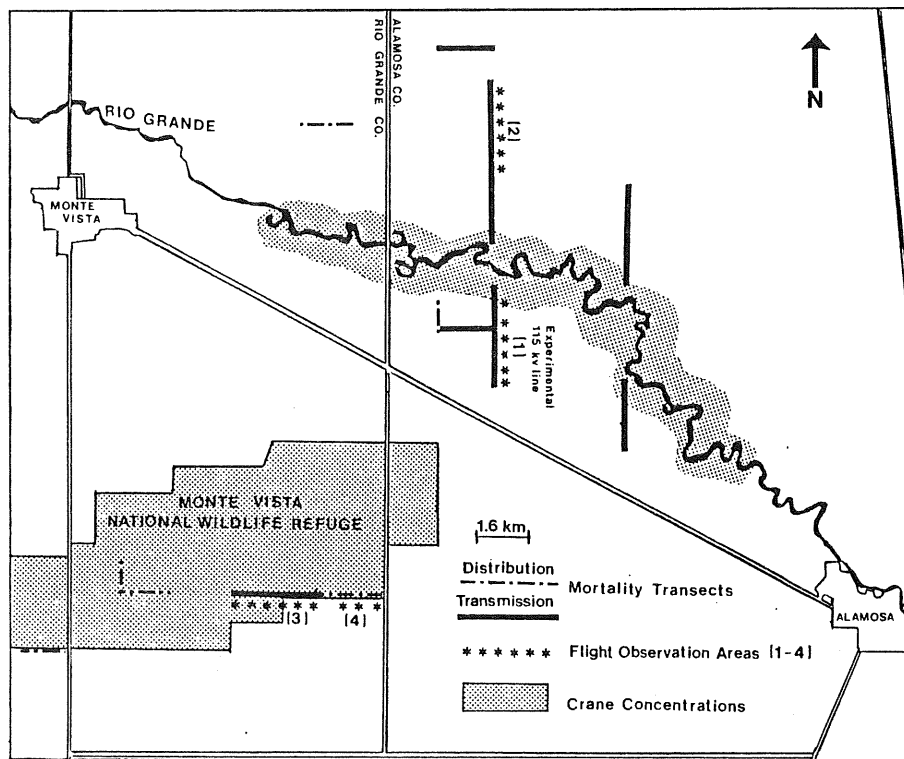 ALAMOSA CO.
RIO GRANDE CO.
N
RIO GRANDE
[2]
MONTE
VISTA
Experimental
115 kv line
[1]
MONTE VISTA
NATIONAL WILDLIFE REFUGE
1.6 km
Distribution
Mortality Transects
Transmission
[3]
[4]
ALAMOSA
Flight Observation Areas [1-4]
Crane Concentrations